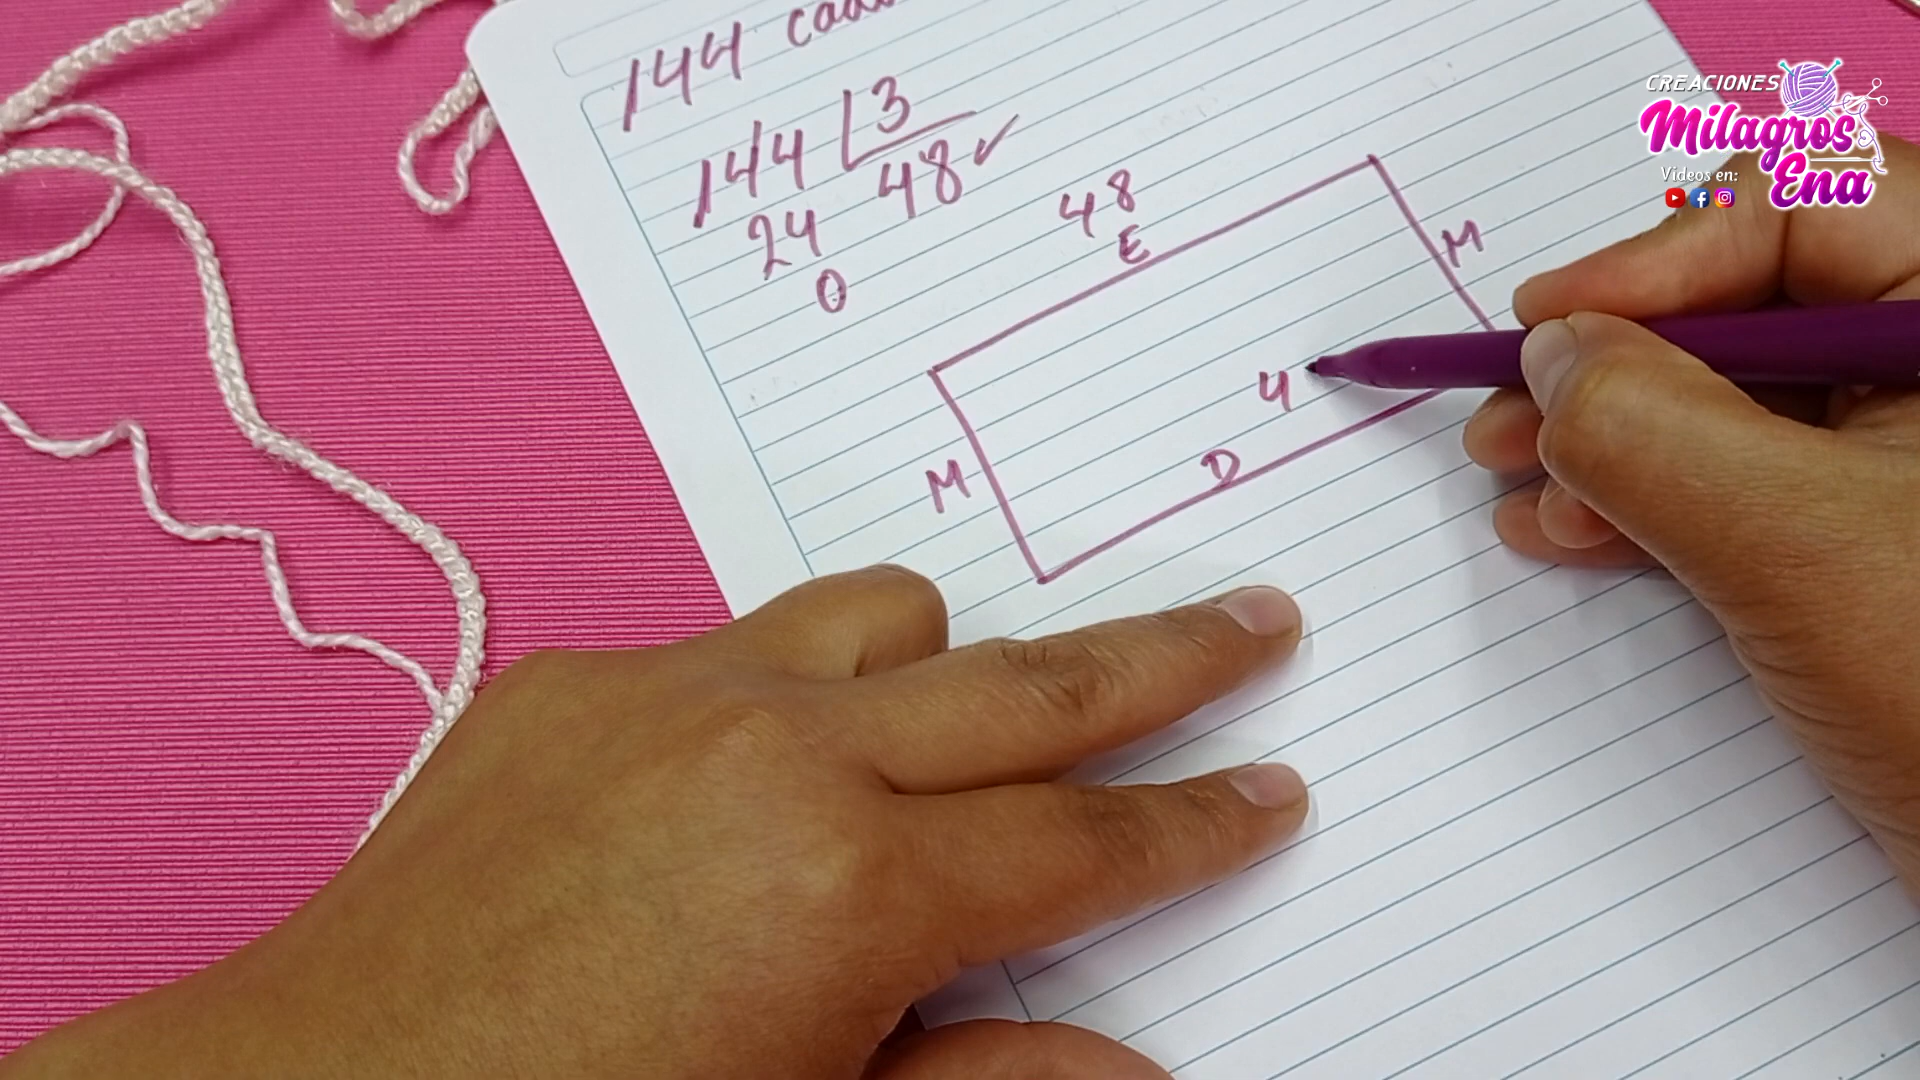 144
144 3
24 48 ✓
0
48
E
M
4
M
D
CREACIONES
Milagros
Videos en:
Ena